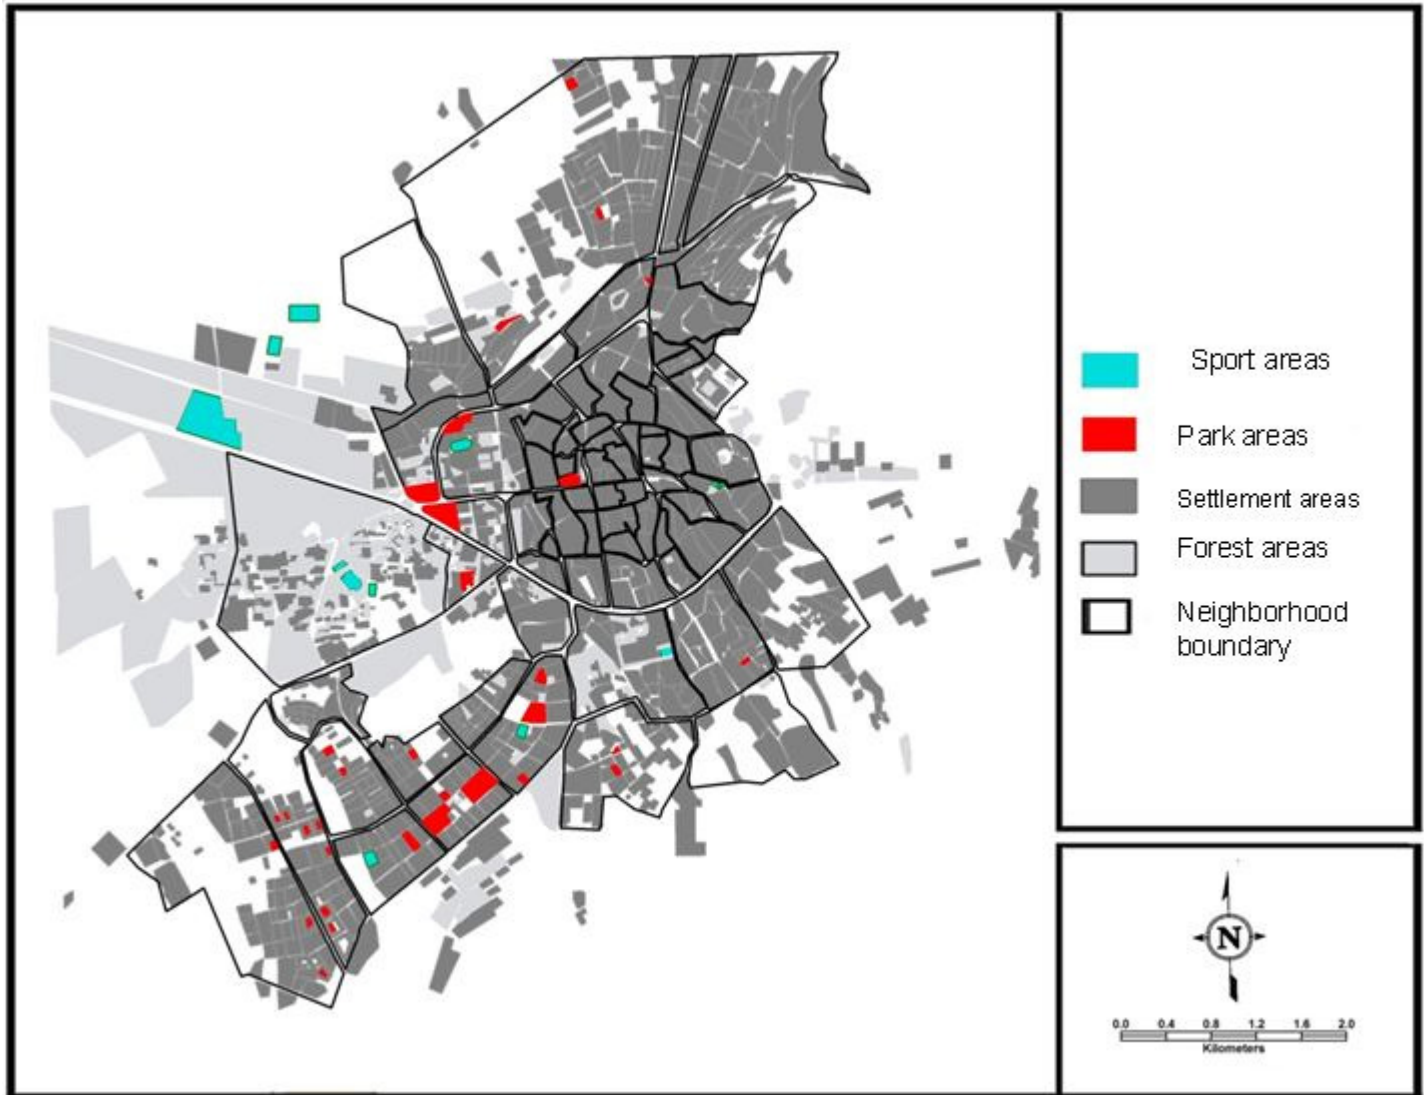 Sport areas
Park areas
Settlement areas
Forest areas
Neighborhood
boundary
N
0.0 0.4 0.8 1.2 1.6 2.0
Kilometers